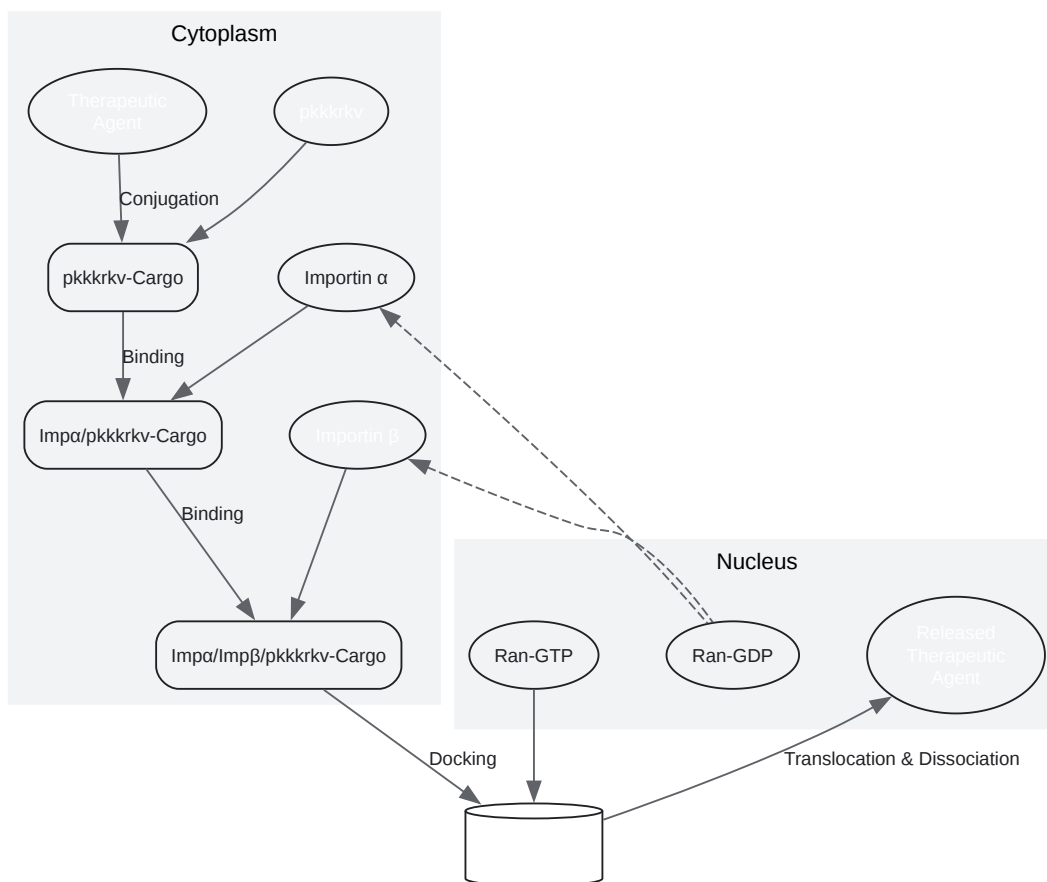 Cytoplasm
Therapeutic
Agent
pkkkrkv
Conjugation
pkkkrkv-Cargo
Importin α
Binding
Impα/pkkkrkv-Cargo
Importin β
Binding
Nucleus
Impα/Impβ/pkkkrkv-Cargo
Ran-GTP
Ran-GDP
Released
Therapeutic
Agent
Docking
Translocation & Dissociation